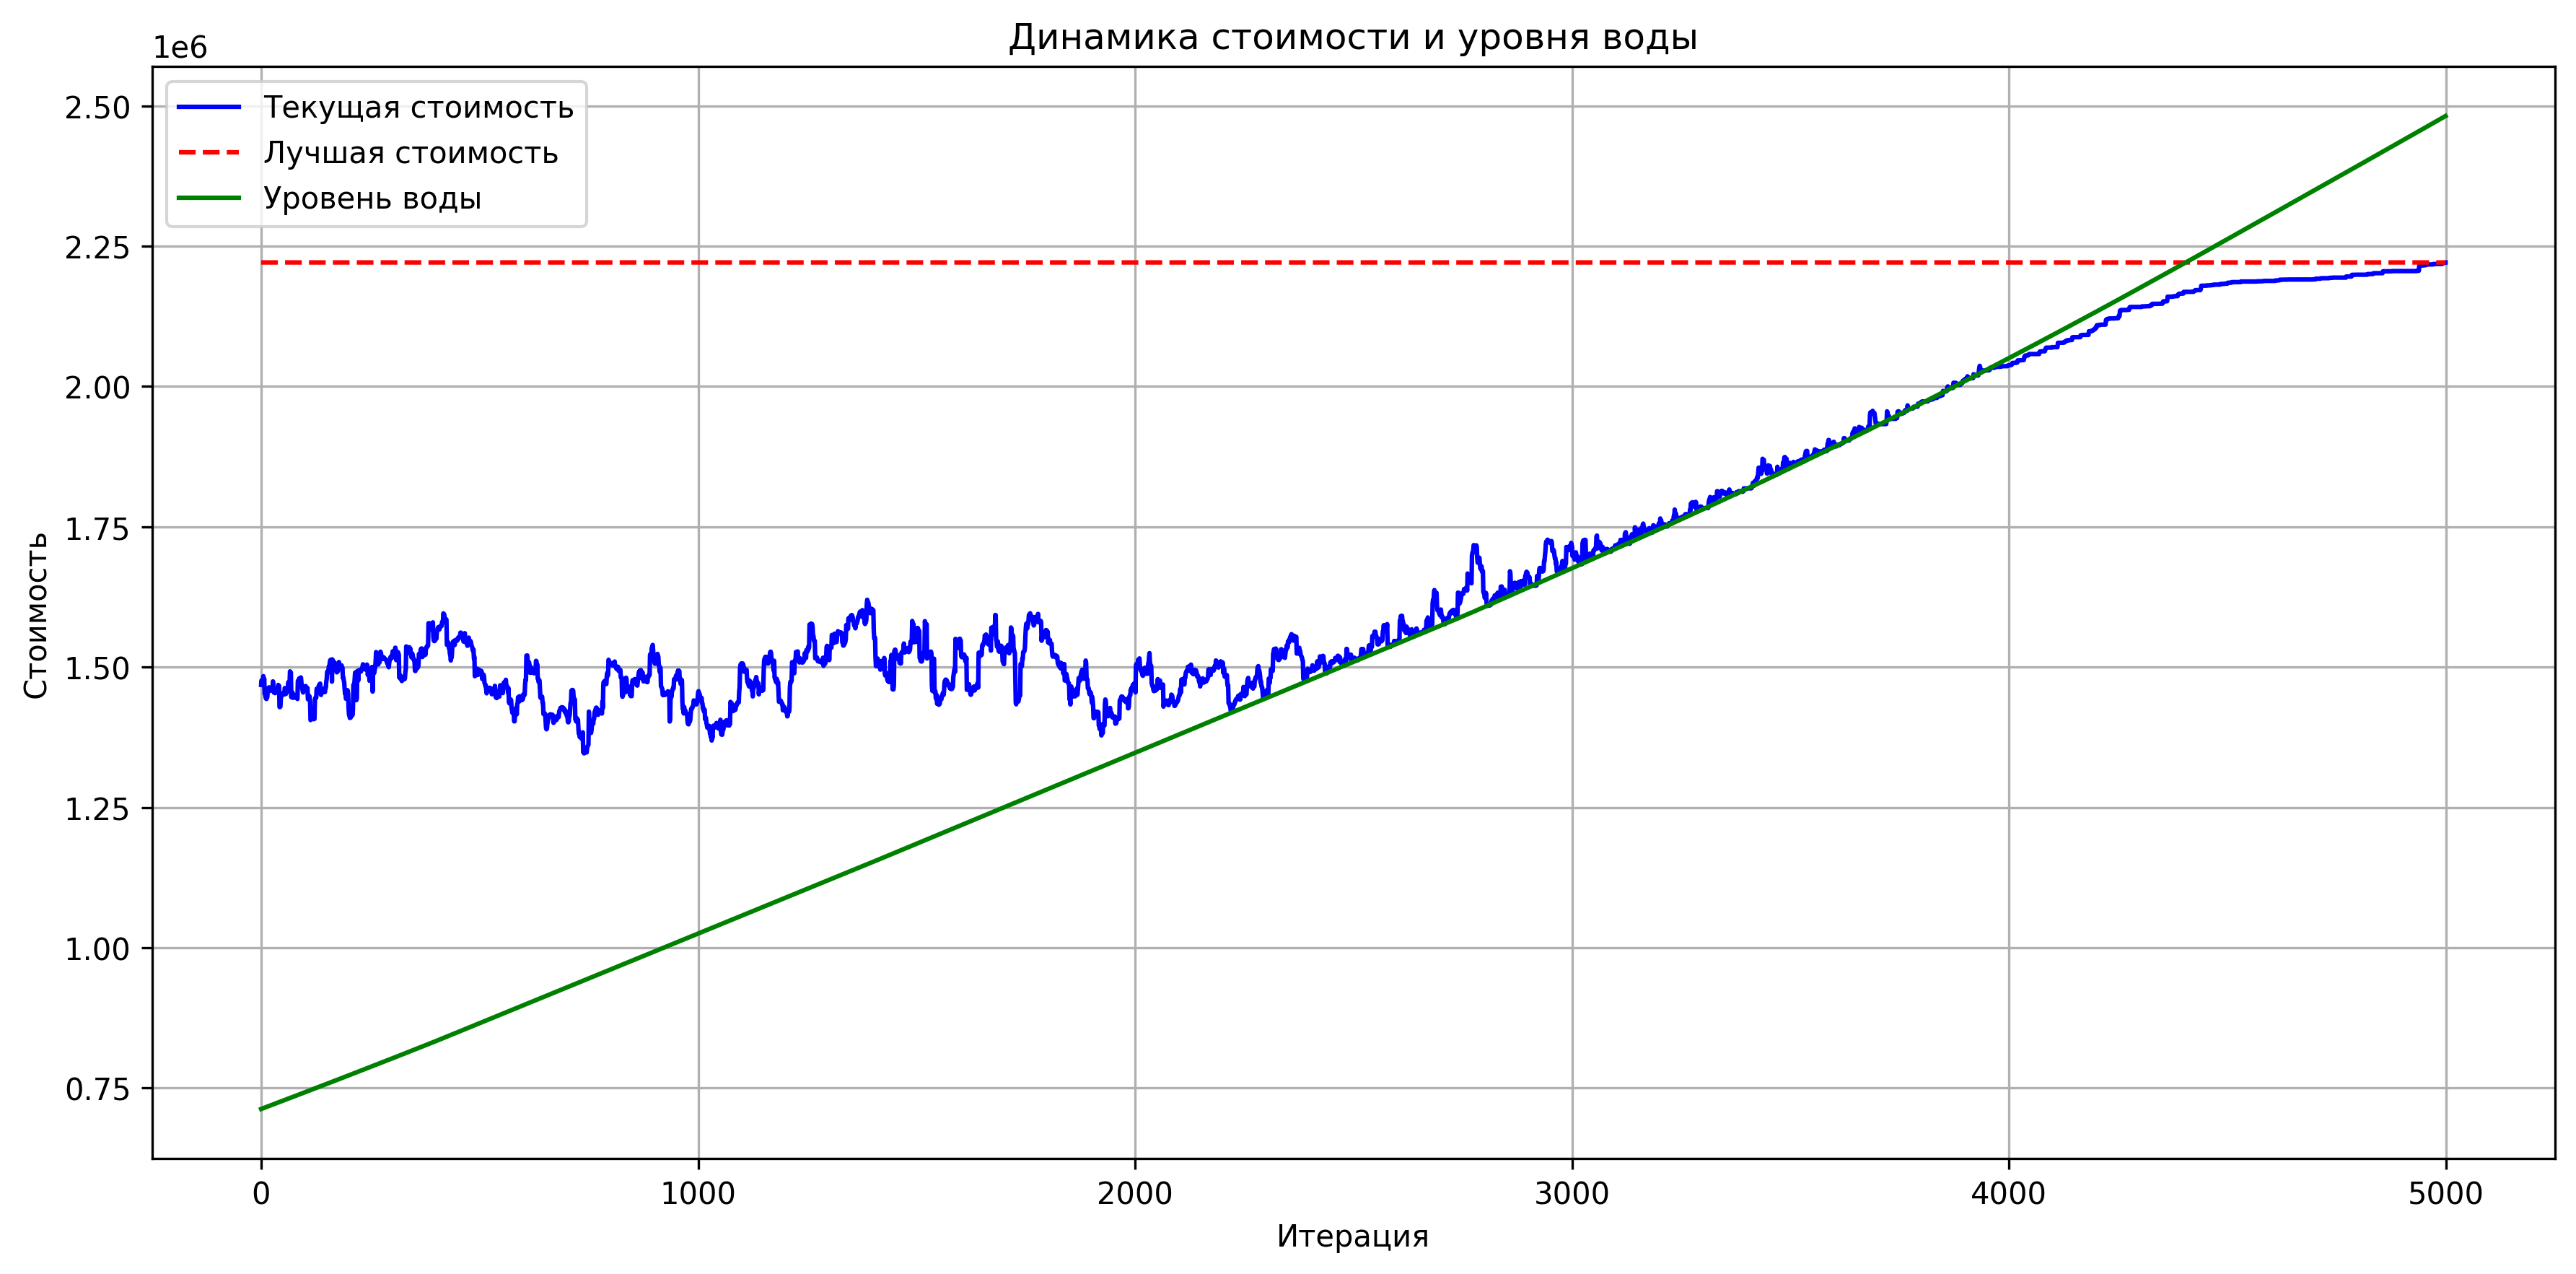 Динамика стоимости и уровня воды
1e6
2.50
2.25
2.00
1.75
1.50
1.25
1.00
0.75
Стоимость
Текущая стоимость
Лучшая стоимость
Уровень воды
0 1000 2000 3000 4000 5000
Итерация